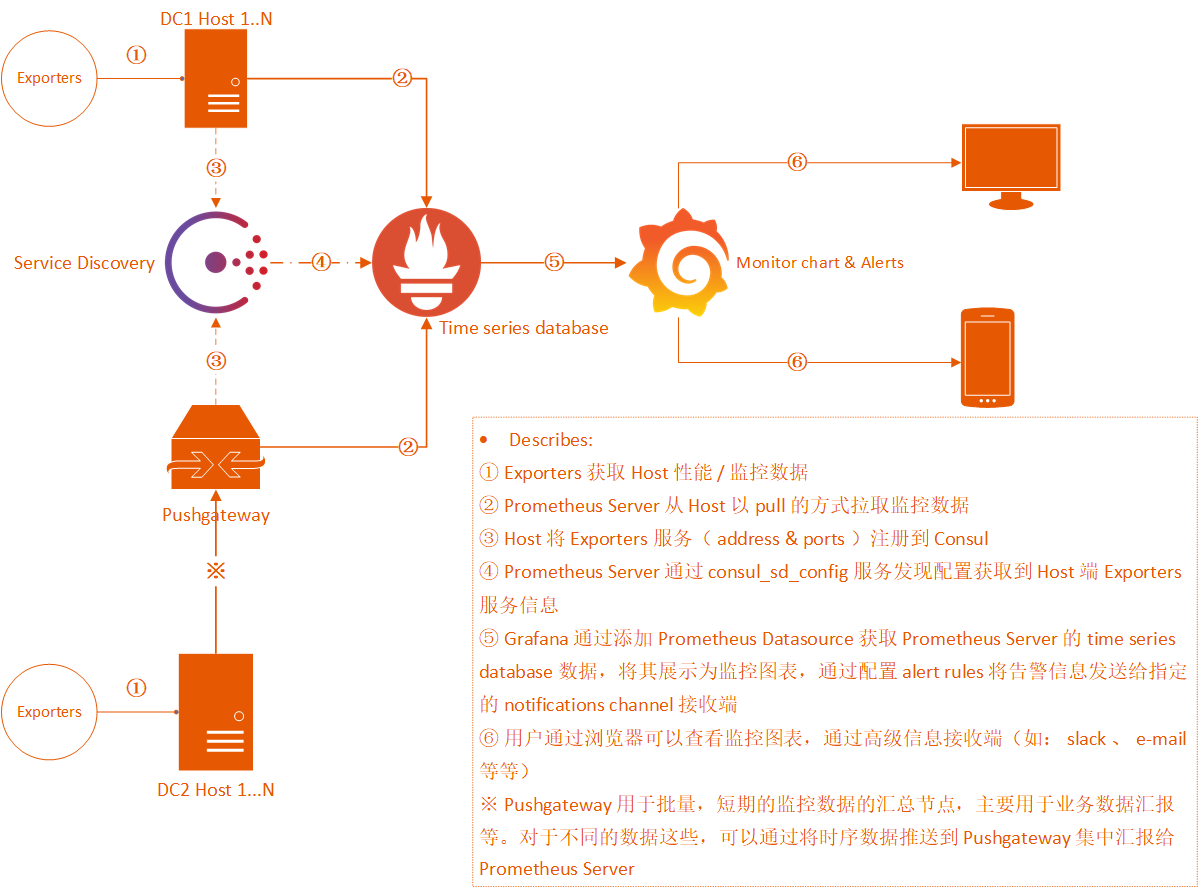 DC1 Host 1..N
Exporters
①
②
③
Service Discovery
④
⑤
Time series database
⑥
Monitor chart & Alerts
⑥
③
②
Pushgateway
※
Exporters
①
DC2 Host 1...N
• Describes:
① Exporters 获取 Host 性能 / 监控数据
② Prometheus Server 从 Host 以 pull 的方式拉取监控数据
③ Host 将 Exporters 服务（ address & ports ）注册到 Consul
④ Prometheus Server 通过 consul_sd_config 服务发现配置获取到 Host 端 Exporters
服务信息
⑤ Grafana 通过添加 Prometheus Datasource 获取 Prometheus Server 的 time series
database 数据，将其展示为监控图表，通过配置 alert rules 将告警信息发送给指定
的 notifications channel 接收端
⑥ 用户通过浏览器可以查看监控图表，通过高级信息接收端（如： slack 、 e-mail
等等）
※ Pushgateway 用于批量，短期的监控数据的汇总节点，主要用于业务数据汇报
等。对于不同的数据这些，可以通过将时序数据推送到 Pushgateway 集中汇报给
Prometheus Server